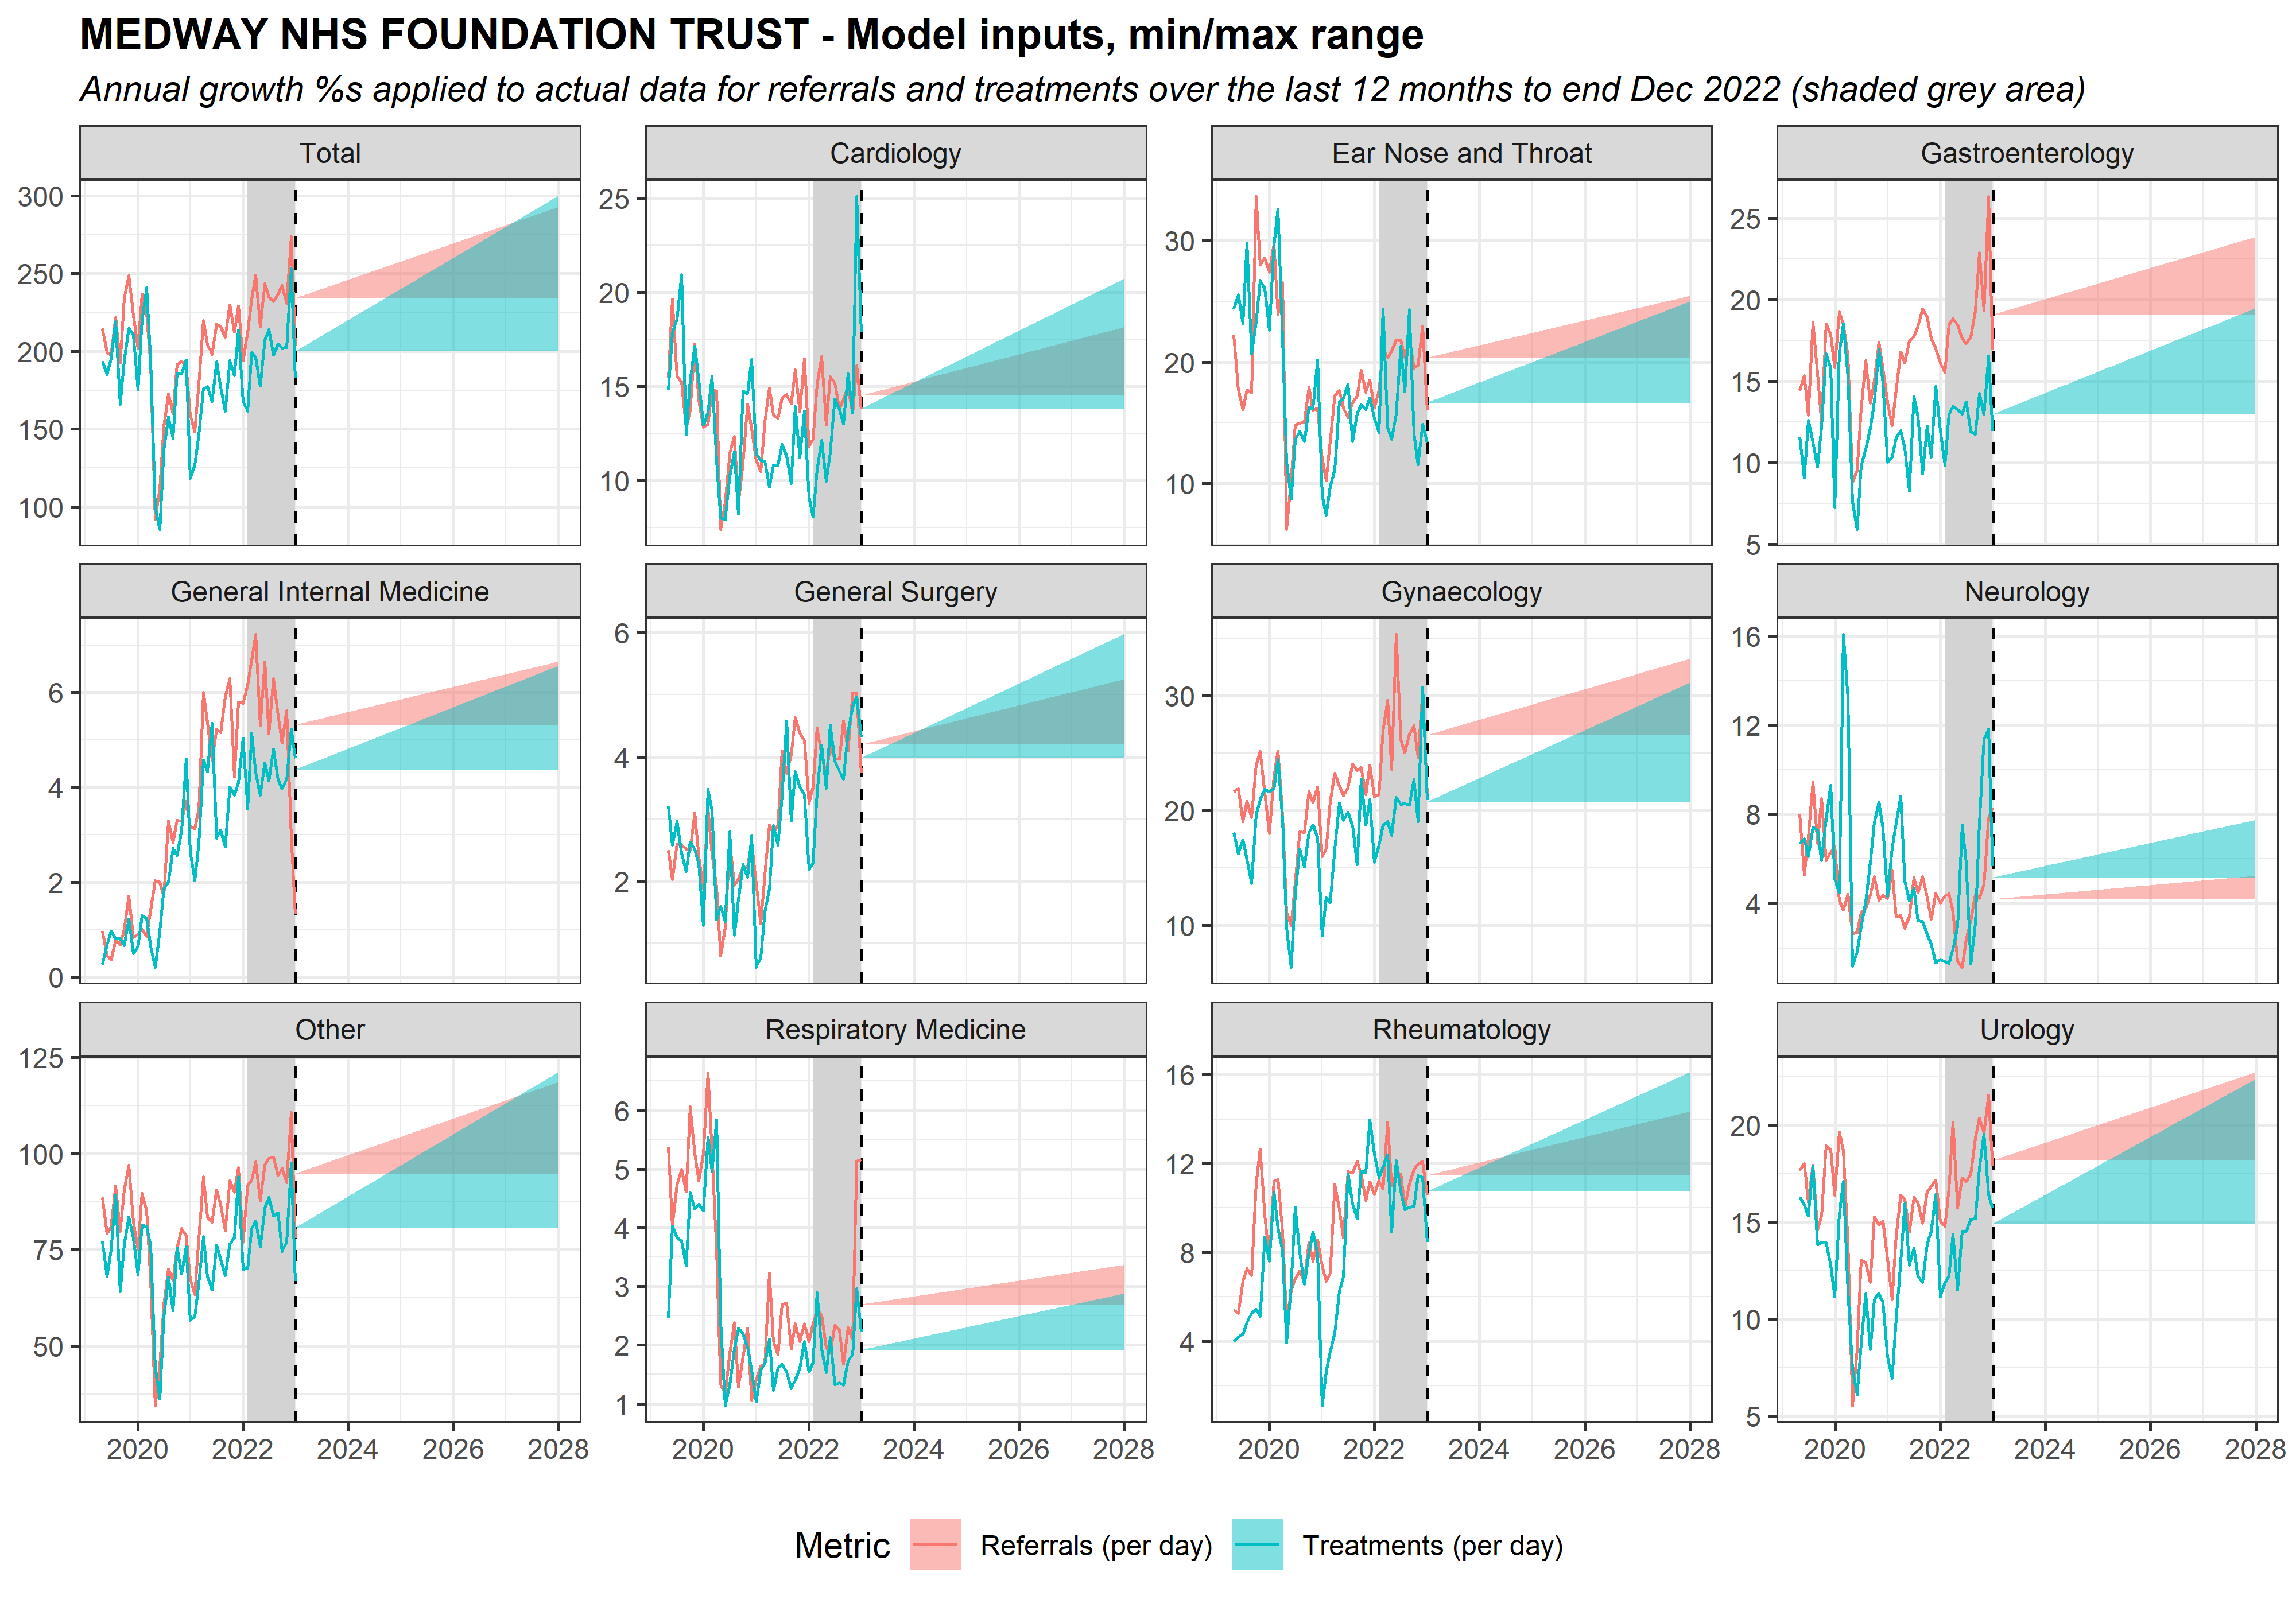 MEDWAY NHS FOUNDATION TRUST - Model inputs, min/max range
Annual growth %s applied to actual data for referrals and treatments over the last 12 months to end Dec 2022 (shaded grey area)
Total
Cardiology
Ear Nose and Throat
Gastroenterology
300
250
200
150
100
25
20
15
10
30
20
10
25
20
15
10
5
General Internal Medicine
General Surgery
Gynaecology
Neurology
6
4
2
0
6
4
2
30
20
10
16
12
8
4
Other
Respiratory Medicine
Rheumatology
Urology
125
100
75
50
6
5
4
3
2
1
16
12
8
4
20
15
10
5
2020 2022 2024 2026 2028
2020 2022 2024 2026 2028
2020 2022 2024 2026 2028
2020 2022 2024 2026 2028
Metric Referrals (per day) Treatments (per day)